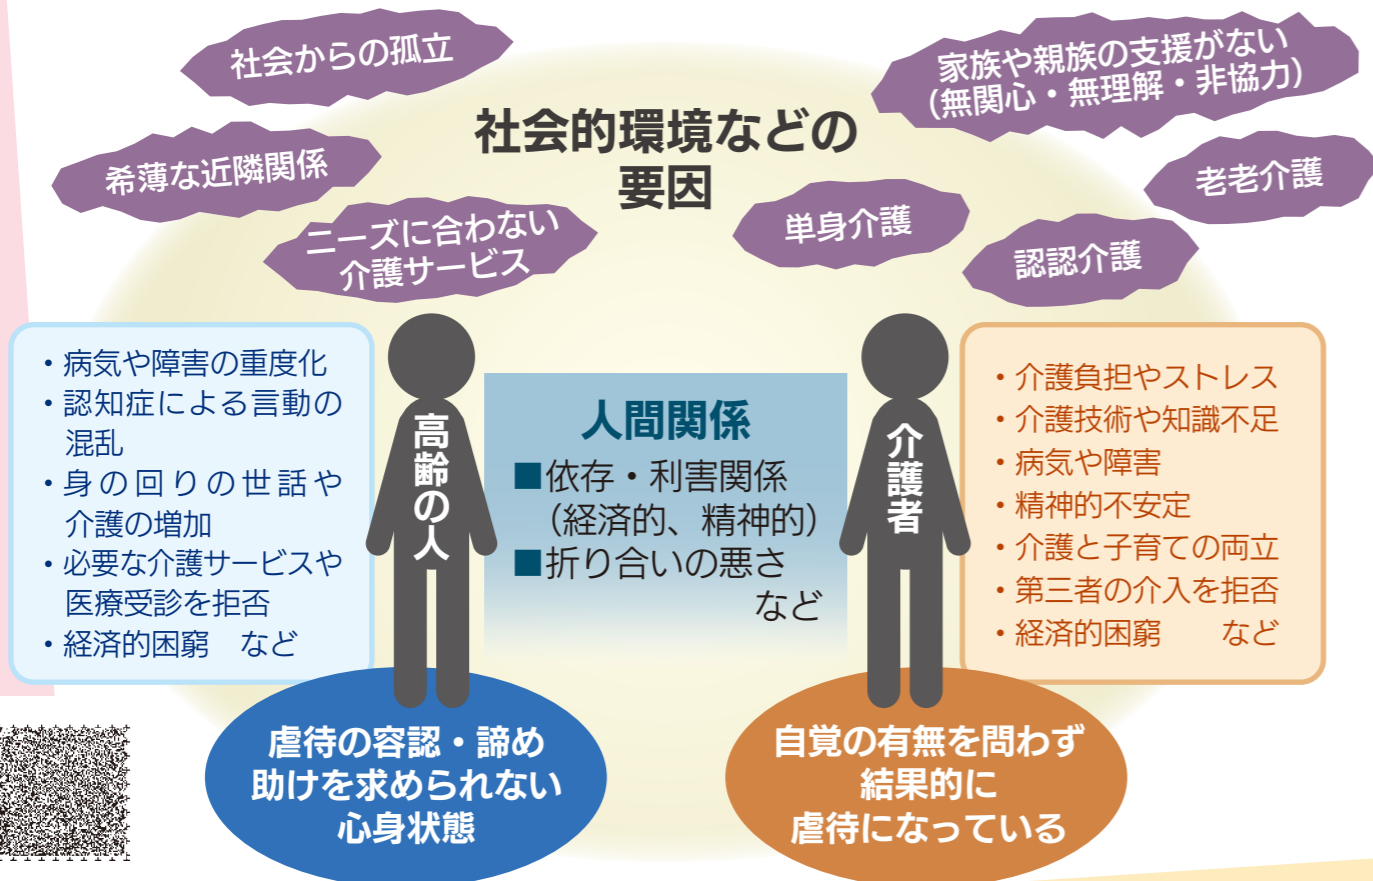 社会からの孤立
家族や親族の支援がない
（無関心・無理解・非協力）
社会的環境などの
要因
希薄な近隣関係
老老介護
ニーズに合わない
介護サービス
単身介護
認認介護
・病気や障害の重度化
・認知症による言動の
混乱
・身の回りの世話や
介護の増加
・必要な介護サービスや
医療受診を拒否
・経済的困窮　など
高齢の人
人間関係
■依存・利害関係
（経済的、精神的）
■折り合いの悪さ
など
介護者
・介護負担やストレス
・介護技術や知識不足
・病気や障害
・精神的不安定
・介護と子育ての両立
・第三者の介入を拒否
・経済的困窮　　など
虐待の容認・諦め
助けを求められない
心身状態
自覚の有無を問わず
結果的に
虐待になっている